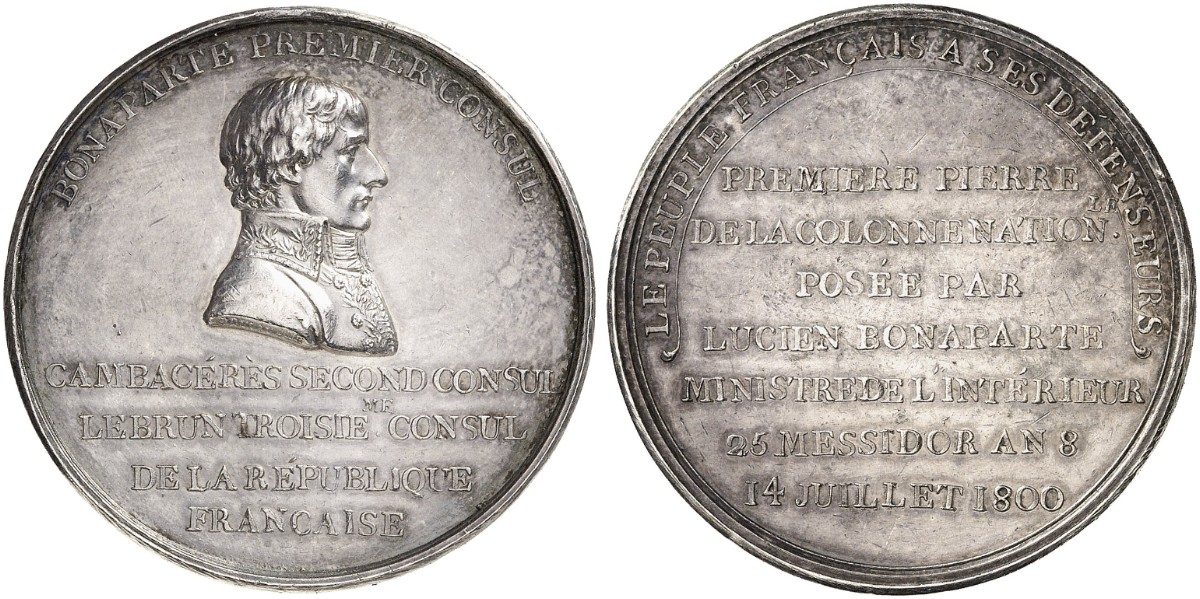 BONAPARTE PREMIER CONSUL
CAMBACÉRÈS SECOND CONSUL
LEBRUN TROISIE ME CONSUL
DE LA RÉPUBLIQUE
FRANCAISE
LE PEUPLE FRANÇAIS A SES DEFENSEURS
PREMIERE PIERRE
DE LA COLONNE NATION. LE
POSÉE PAR
LUCIEN BONAPARTE
MINISTRE DE L'INTÉRIEUR
25 MESSIDOR AN 8
14 JUILLET 1800